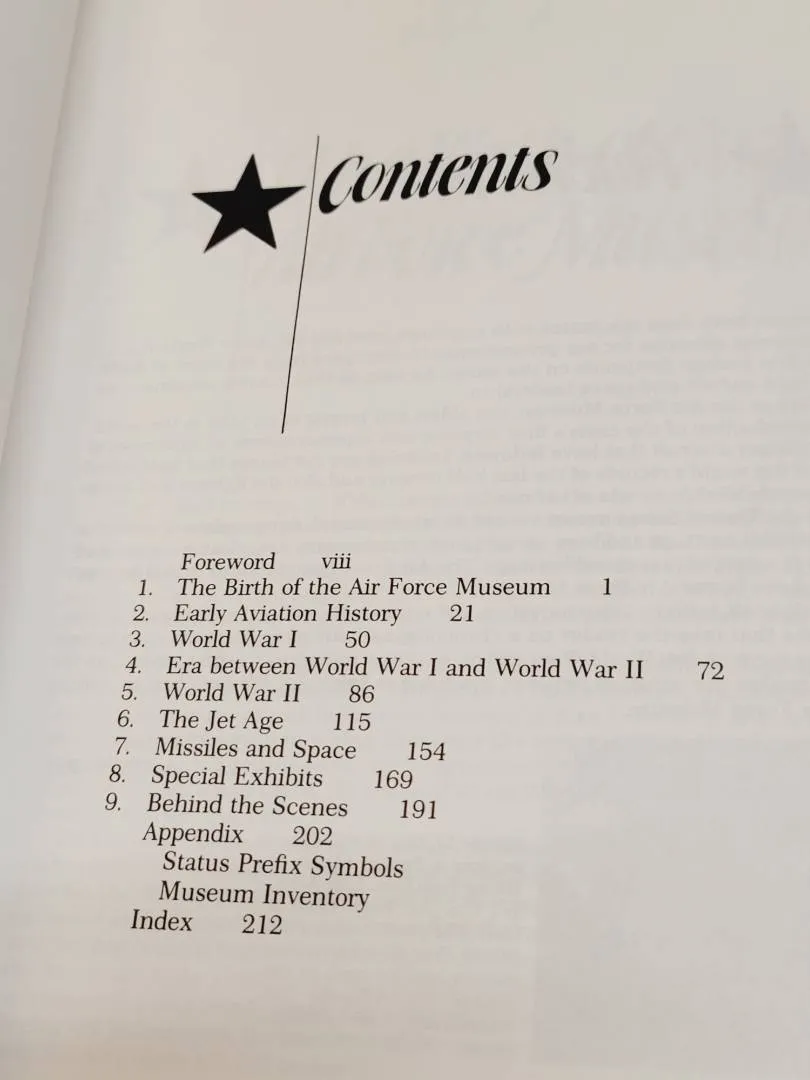 Contents
Foreword viii
1. The Birth of the Air Force Museum 1
2. Early Aviation History 21
3. World War I 50
4. Era between World War I and World War II 72
5. World War II 86
6. The Jet Age 115
7. Missiles and Space 154
8. Special Exhibits 169
9. Behind the Scenes 191
Appendix 202
Status Prefix Symbols
Museum Inventory
Index 212